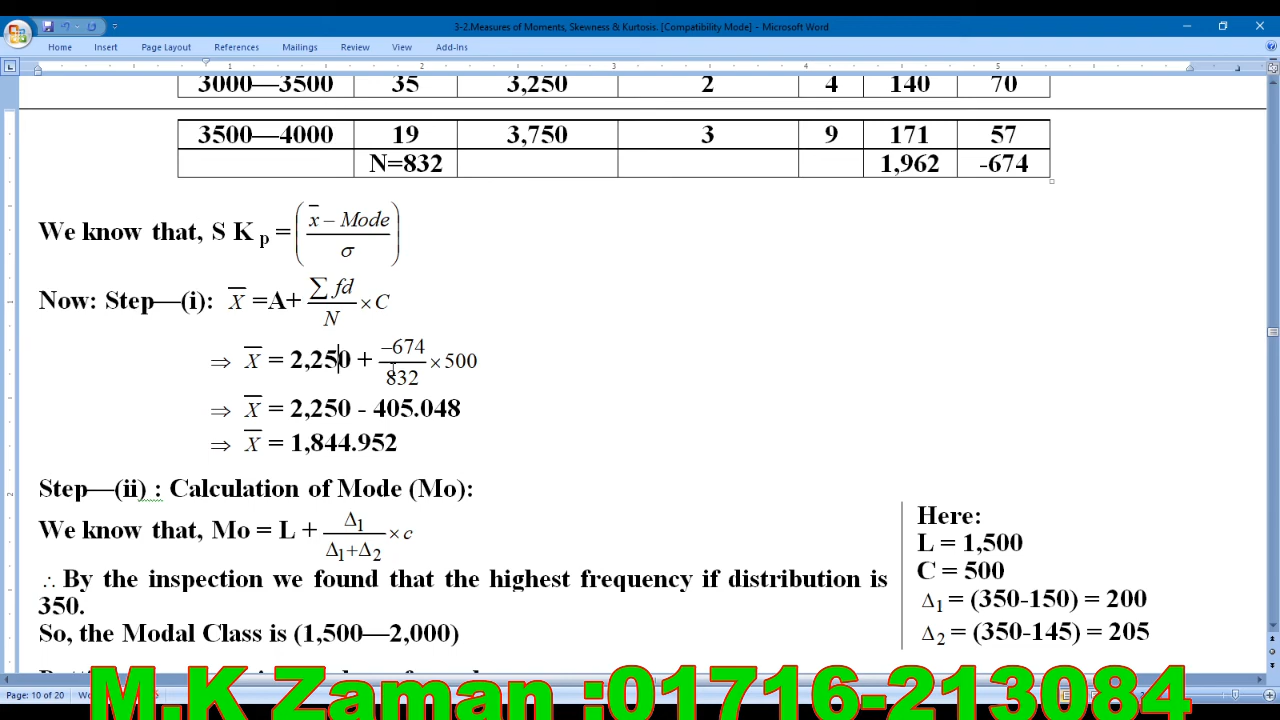 3-2.Measures of Moments, Skewness & Kurtosis. [Compatibility Mode] - Microsoft Word
Home Insert Page Layout References Mailings Review View Add-Ins
1 2 3 4 5
3000—3500 35 3,250 2 4 140 70
3500—4000 19 3,750 3 9 171 57
N=832 1,962 -674
We know that, S K p = ( x̅ – Mode / σ )
Now: Step—(i): X̅ =A+ ∑ fd / N × C
⇒ X̅ = 2,250 + –674 / 832 × 500
⇒ X̅ = 2,250 - 405.048
⇒ X̅ = 1,844.952
Step—(ii) : Calculation of Mode (Mo):
We know that, Mo = L + Δ1 / Δ1+Δ2 × c
∴ By the inspection we found that the highest frequency if distribution is
350.
So, the Modal Class is (1,500—2,000)
Here:
L = 1,500
C = 500
Δ1 = (350-150) = 200
Δ2 = (350-145) = 205
Page: 10 of 20
M.K Zaman :01716-213084